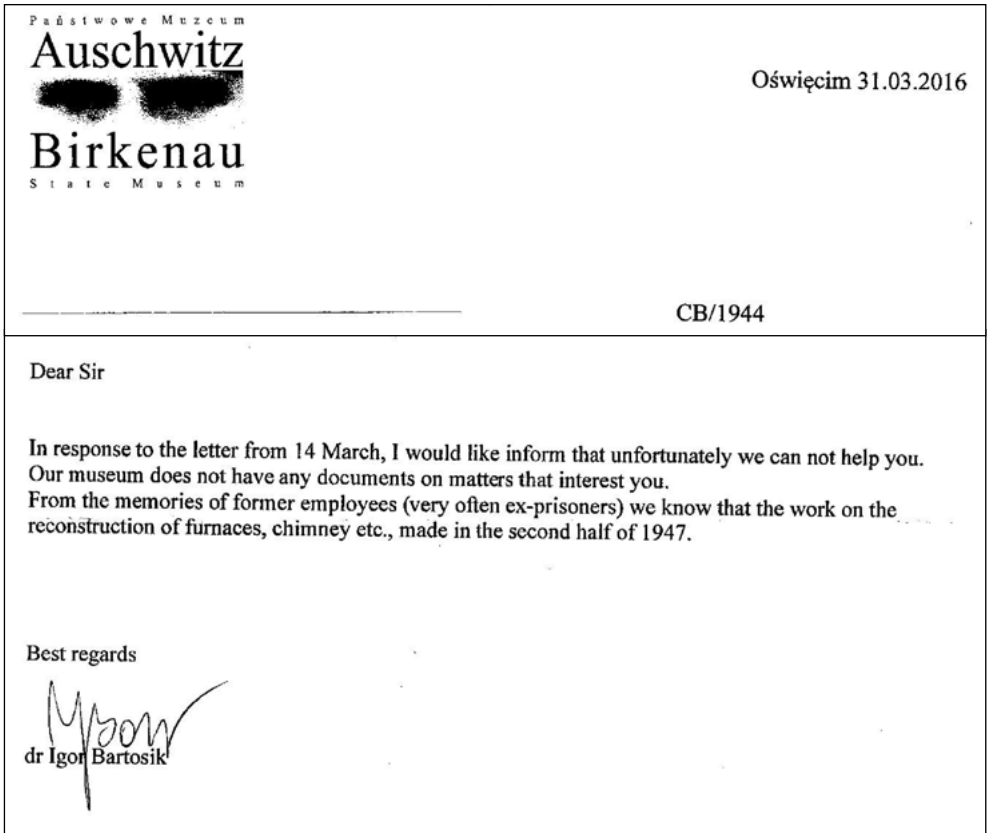 Państwowe Muzeum
Auschwitz
Birkenau
State Museum
Oświęcim 31.03.2016
CB/1944
Dear Sir
In response to the letter from 14 March, I would like inform that unfortunately we can not help you.
Our museum does not have any documents on matters that interest you.
From the memories of former employees (very often ex-prisoners) we know that the work on the
reconstruction of furnaces, chimney etc., made in the second half of 1947.
Best regards
dr Igor Bartosik